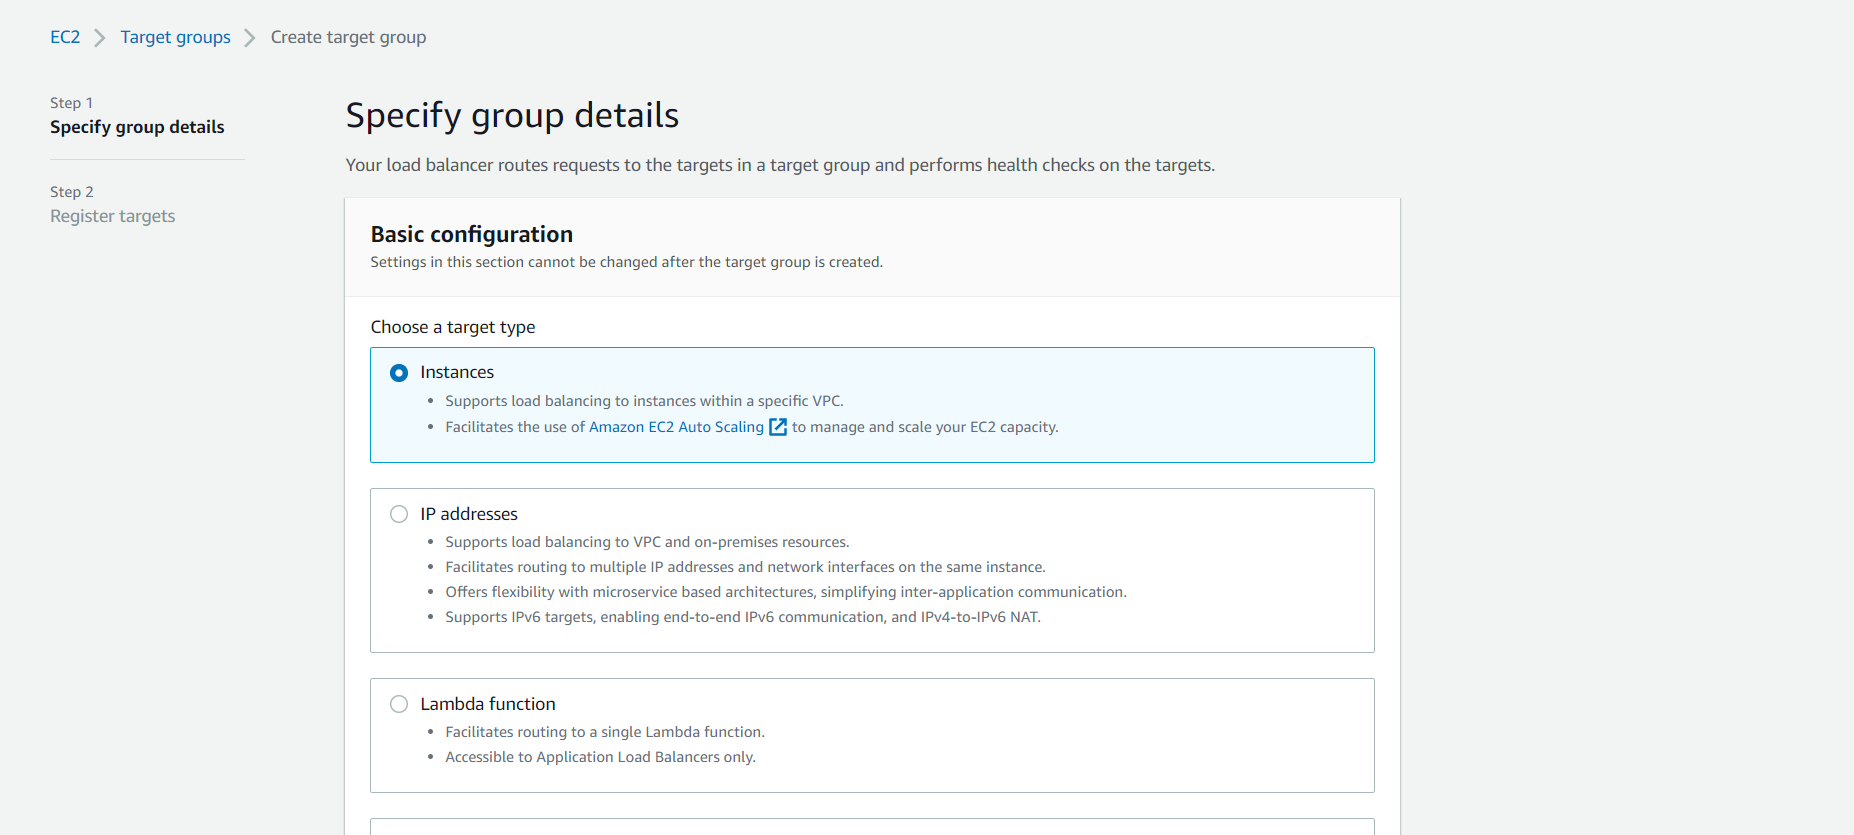 EC2 > Target groups > Create target group
Step 1
Specify group details
Step 2
Register targets
Specify group details
Your load balancer routes requests to the targets in a target group and performs health checks on the targets.
Basic configuration
Settings in this section cannot be changed after the target group is created.
Choose a target type
Instances
• Supports load balancing to instances within a specific VPC.
• Facilitates the use of Amazon EC2 Auto Scaling to manage and scale your EC2 capacity.
IP addresses
• Supports load balancing to VPC and on-premises resources.
• Facilitates routing to multiple IP addresses and network interfaces on the same instance.
• Offers flexibility with microservice based architectures, simplifying inter-application communication.
• Supports IPv6 targets, enabling end-to-end IPv6 communication, and IPv4-to-IPv6 NAT.
Lambda function
• Facilitates routing to a single Lambda function.
• Accessible to Application Load Balancers only.